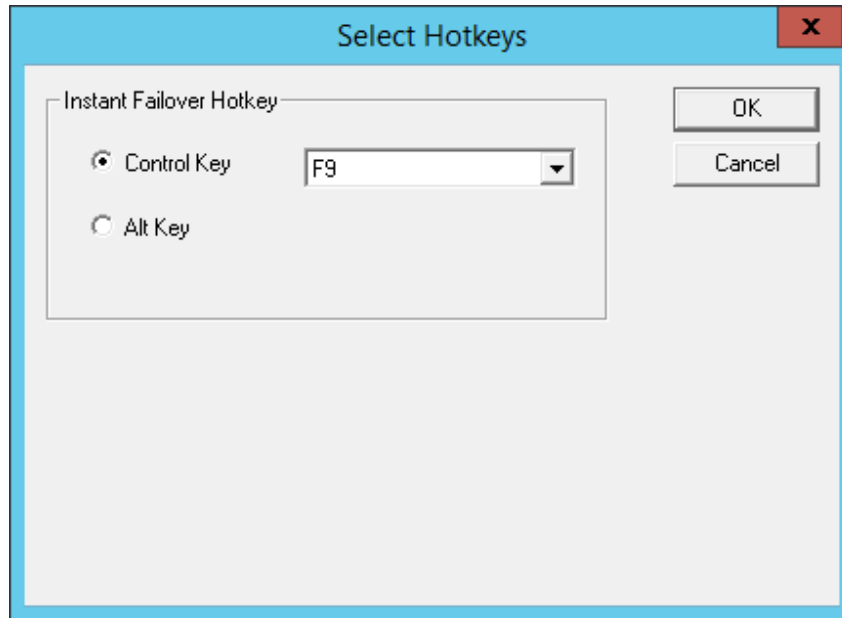 Select Hotkeys
x
Instant Failover Hotkey
Control Key
F9
Alt Key
OK
Cancel